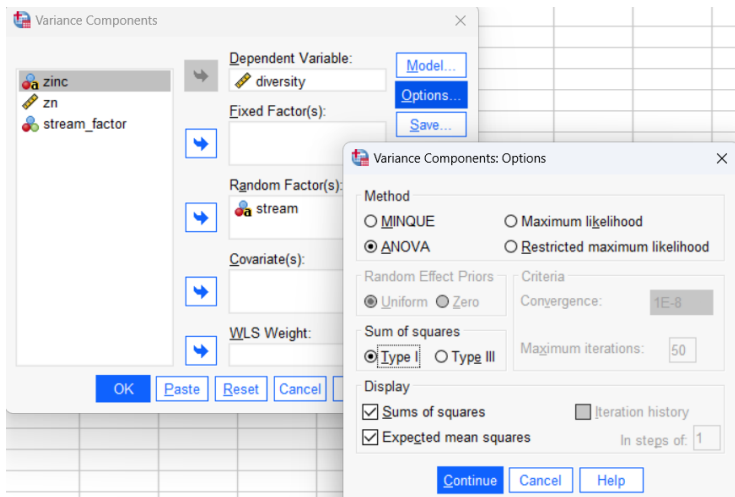 Variance Components
Dependent Variable:
a zinc
diversity
Model...
zn
Options...
stream_factor
Fixed Factor(s):
Save...
Random Factor(s):
a stream
Covariate(s):
WLS Weight:
OK Paste Reset Cancel
Variance Components: Options
Method
MINQUE Maximum likelihood
ANOVA Restricted maximum likelihood
Random Effect Priors Criteria
Uniform Zero Convergence: 1E-8
Sum of squares
Type I Type III Maximum iterations: 50
Display
Sums of squares Iteration history
Expected mean squares In steps of: 1
Continue Cancel Help